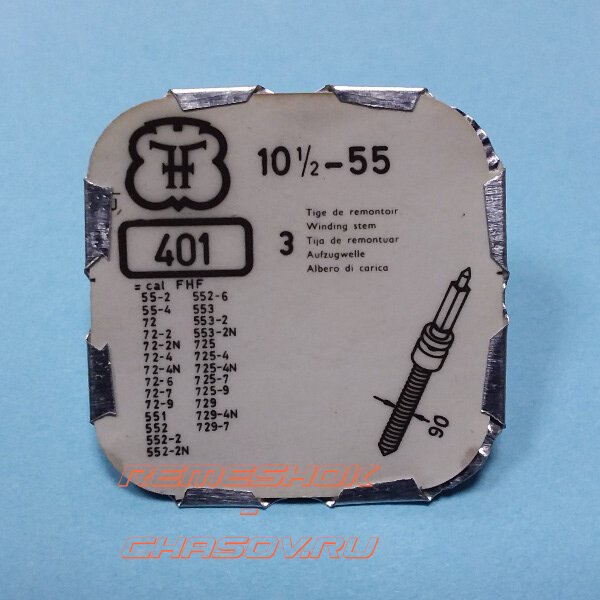 10 1/2-55
401
3
Tige de remontoir
Winding stem
Tija de remontuar
Aufzugwelle
Albero di carica
= cal FHF
55-2 552-6
55-4 553
72 553-2
72-2 553-2N
72-2N 725
72-4 725-4
72-4N 725-4N
72-6 725-7
72-7 725-9
72-9 729
551 729-4N
552 729-7
552-2
552-2N
90
REMESHOK
-
CHASOV.RU